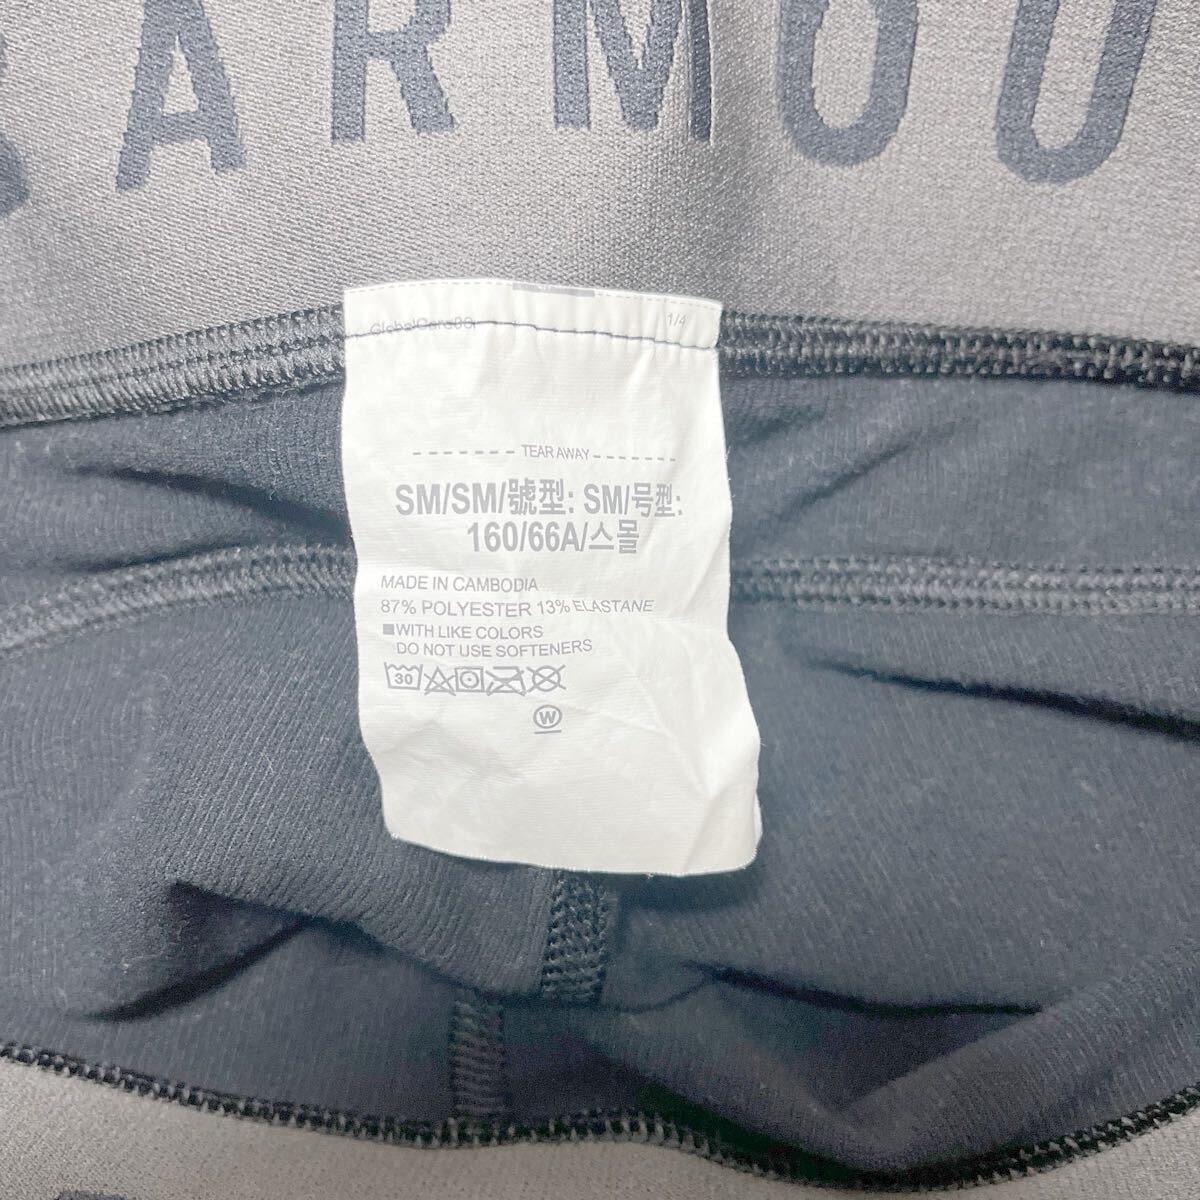 ARMOU
GlobalCare98
1/4
TEAR AWAY
SM/SM/號型: SM/号型:
160/66A/스몰
MADE IN CAMBODIA
87% POLYESTER 13% ELASTANE
■WITH LIKE COLORS
DO NOT USE SOFTENERS
30
W